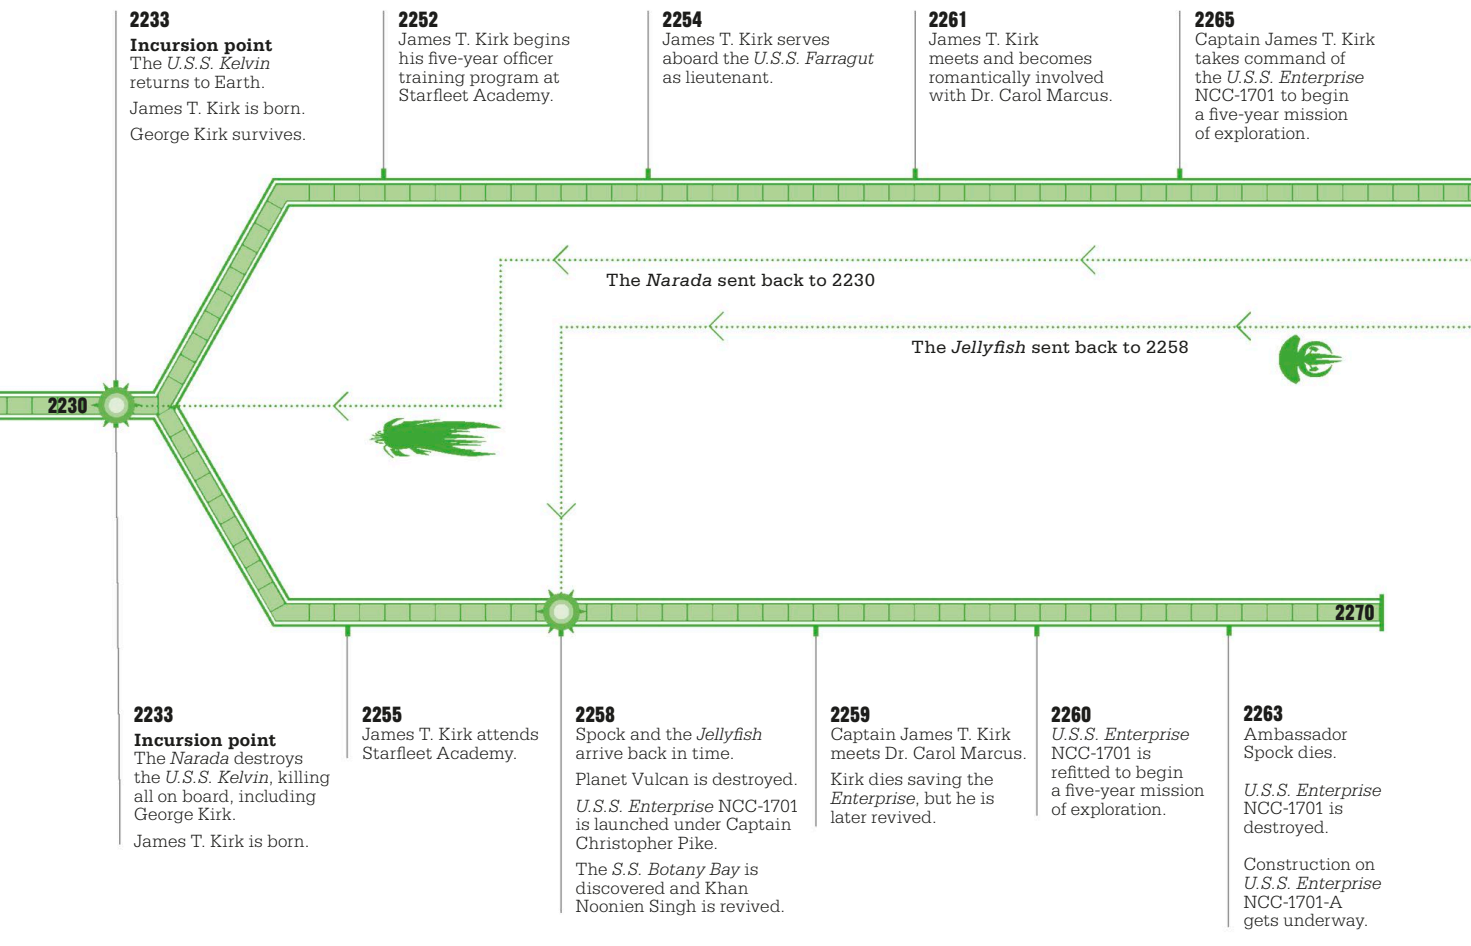 2233
Incursion point
The U.S.S. Kelvin
returns to Earth.
James T. Kirk is born.
George Kirk survives.
2252
James T. Kirk begins
his five-year officer
training program at
Starfleet Academy.
2254
James T. Kirk serves
aboard the U.S.S. Farragut
as lieutenant.
2261
James T. Kirk
meets and becomes
romantically involved
with Dr. Carol Marcus.
2265
Captain James T. Kirk
takes command of
the U.S.S. Enterprise
NCC-1701 to begin
a five-year mission
of exploration.
The Narada sent back to 2230
The Jellyfish sent back to 2258
2230
2270
2233
Incursion point
The Narada destroys
the U.S.S. Kelvin, killing
all on board, including
George Kirk.
James T. Kirk is born.
2255
James T. Kirk attends
Starfleet Academy.
2258
Spock and the Jellyfish
arrive back in time.
Planet Vulcan is destroyed.
U.S.S. Enterprise NCC-1701
is launched under Captain
Christopher Pike.
The S.S. Botany Bay is
discovered and Khan
Noonien Singh is revived.
2259
Captain James T. Kirk
meets Dr. Carol Marcus.
Kirk dies saving the
Enterprise, but he is
later revived.
2260
U.S.S. Enterprise
NCC-1701 is
refitted to begin
a five-year mission
of exploration.
2263
Ambassador
Spock dies.
U.S.S. Enterprise
NCC-1701 is
destroyed.
Construction on
U.S.S. Enterprise
NCC-1701-A
gets underway.